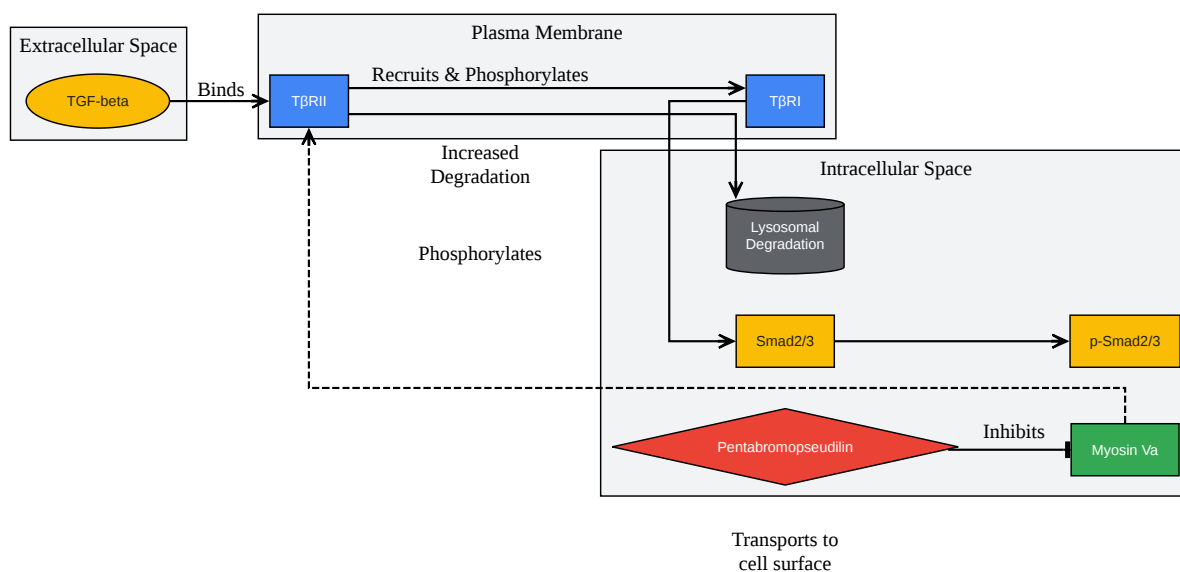 Plasma Membrane
Extracellular Space
Recruits & Phosphorylates
Binds
TGF-beta
TβRII
TβRI
Increased
Degradation
Intracellular Space
Lysosomal
Degradation
Phosphorylates
Smad2/3
p-Smad2/3
Inhibits
Pentabromopseudilin
Myosin Va
Transports to
cell surface